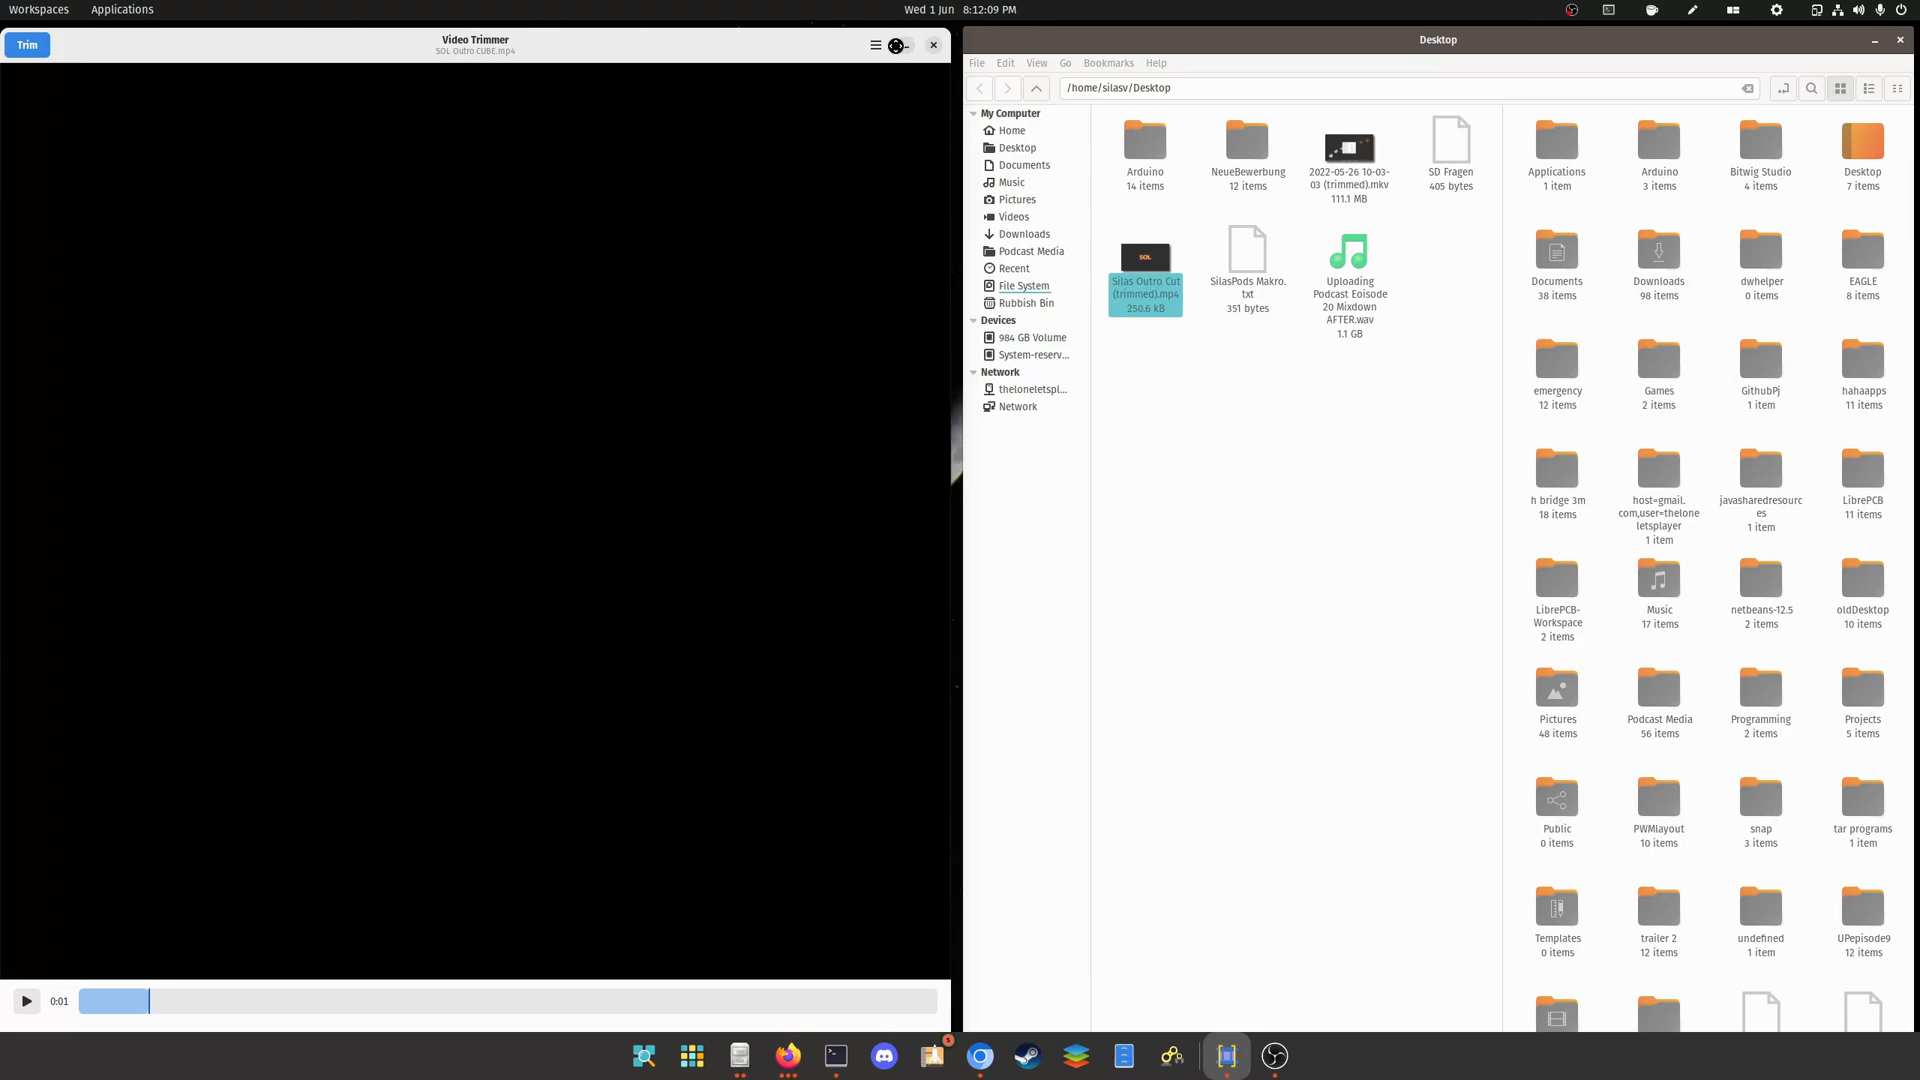 Workspaces Applications Wed 1 Jun 8:12:09 PM
Trim
Video Trimmer
SOL Outro CUBE.mp4
0:01
Desktop
File Edit View Go Bookmarks Help
/home/silasv/Desktop
My Computer
Home
Desktop
Documents
Music
Pictures
Videos
Downloads
Podcast Media
Recent
File System
Rubbish Bin
Devices
984 GB Volume
System-reserv...
Network
theloneletspl...
Network
Arduino
14 items
NeueBewerbung
12 items
2022-05-26 10-03-
03 (trimmed).mkv
111.1 MB
SD Fragen
405 bytes
SOL
Silas Outro Cut
(trimmed).mp4
250.6 kB
SilasPods Makro.
txt
351 bytes
Uploading
Podcast Eoisode
20 Mixdown
AFTER.wav
1.1 GB
Applications
1 item
Arduino
3 items
Bitwig Studio
4 items
Desktop
7 items
Documents
38 items
Downloads
98 items
dwhelper
0 items
EAGLE
8 items
emergency
12 items
Games
2 items
GithubPj
1 item
hahaapps
11 items
h bridge 3m
18 items
host=gmail.
com,user=thelone
letsplayer
1 item
javasharedresourc
es
1 item
LibrePCB
11 items
LibrePCB-
Workspace
2 items
Music
17 items
netbeans-12.5
2 items
oldDesktop
10 items
Pictures
48 items
Podcast Media
56 items
Programming
2 items
Projects
5 items
Public
0 items
PWMlayout
10 items
snap
3 items
tar programs
1 item
Templates
0 items
trailer 2
12 items
undefined
1 item
UPepisode9
12 items